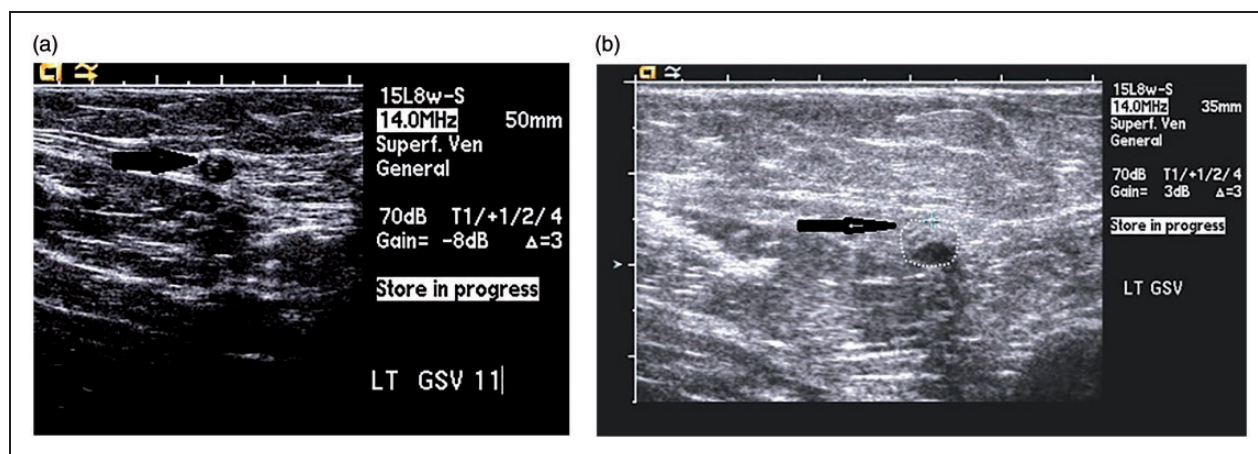 (a)
15L8w-S
14.0MHz 50mm
Superf. Ven
General
70dB T1/+1/2/4
Gain= -8dB Δ=3
Store in progress
LT GSV 11
(b)
15L8w-S
14.0MHz 35mm
Superf. Ven
General
70dB T1/+1/2/4
Gain= 3dB Δ=3
Store in progress
LT GSV